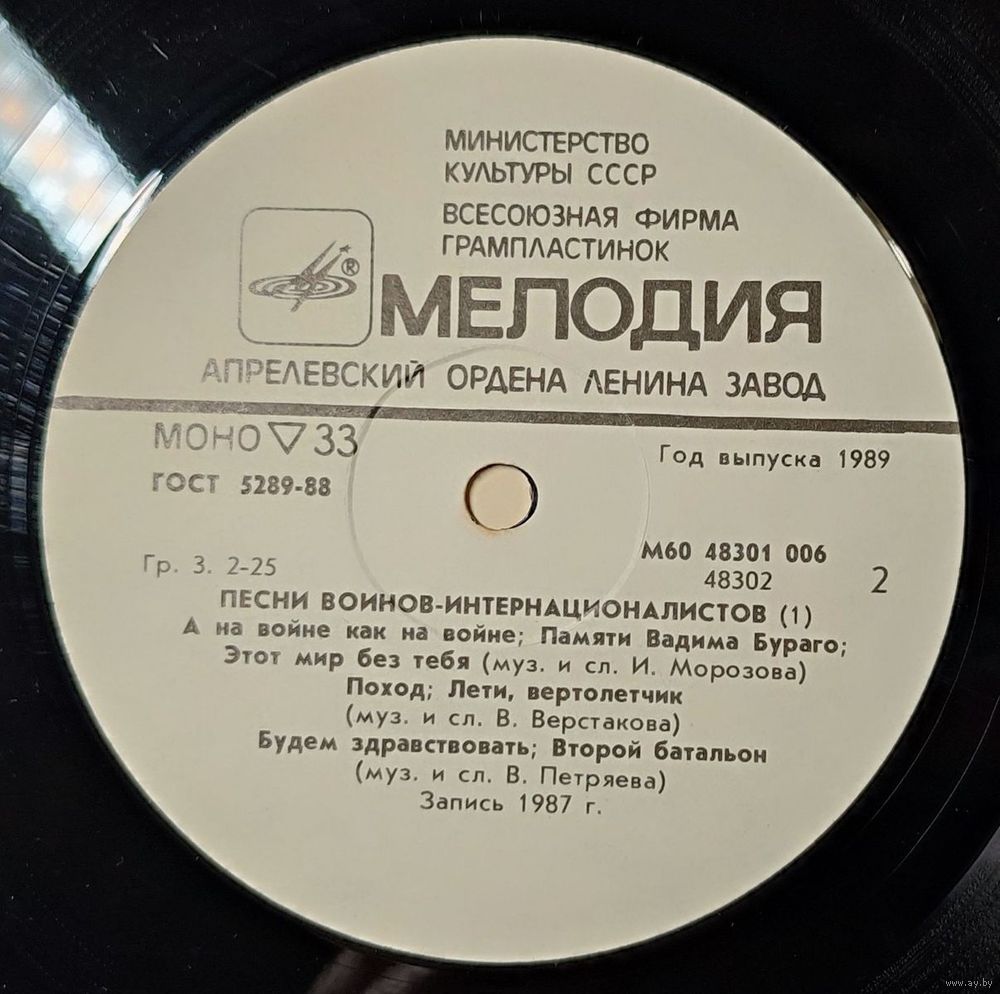 МИНИСТЕРСТВО
КУЛЬТУРЫ СССР
ВСЕСОЮЗНАЯ ФИРМА
ГРАМПЛАСТИНОК
®
МЕЛОДИЯ
АПРЕЛЕВСКИЙ ОРДЕНА ЛЕНИНА ЗАВОД
МОНО ▽ 33
Год выпуска 1989
ГОСТ 5289-88
М60 48301 006
Гр. 3. 2-25
48302
2
ПЕСНИ ВОИНОВ-ИНТЕРНАЦИОНАЛИСТОВ (1)
А на войне как на войне; Памяти Вадима Бураго;
Этот мир без тебя (муз. и сл. И. Морозова)
Поход; Лети, вертолетчик
(муз. и сл. В. Верстакова)
Будем здравствовать; Второй батальон
(муз. и сл. В. Петряева)
Запись 1987 г.
www.ay.by